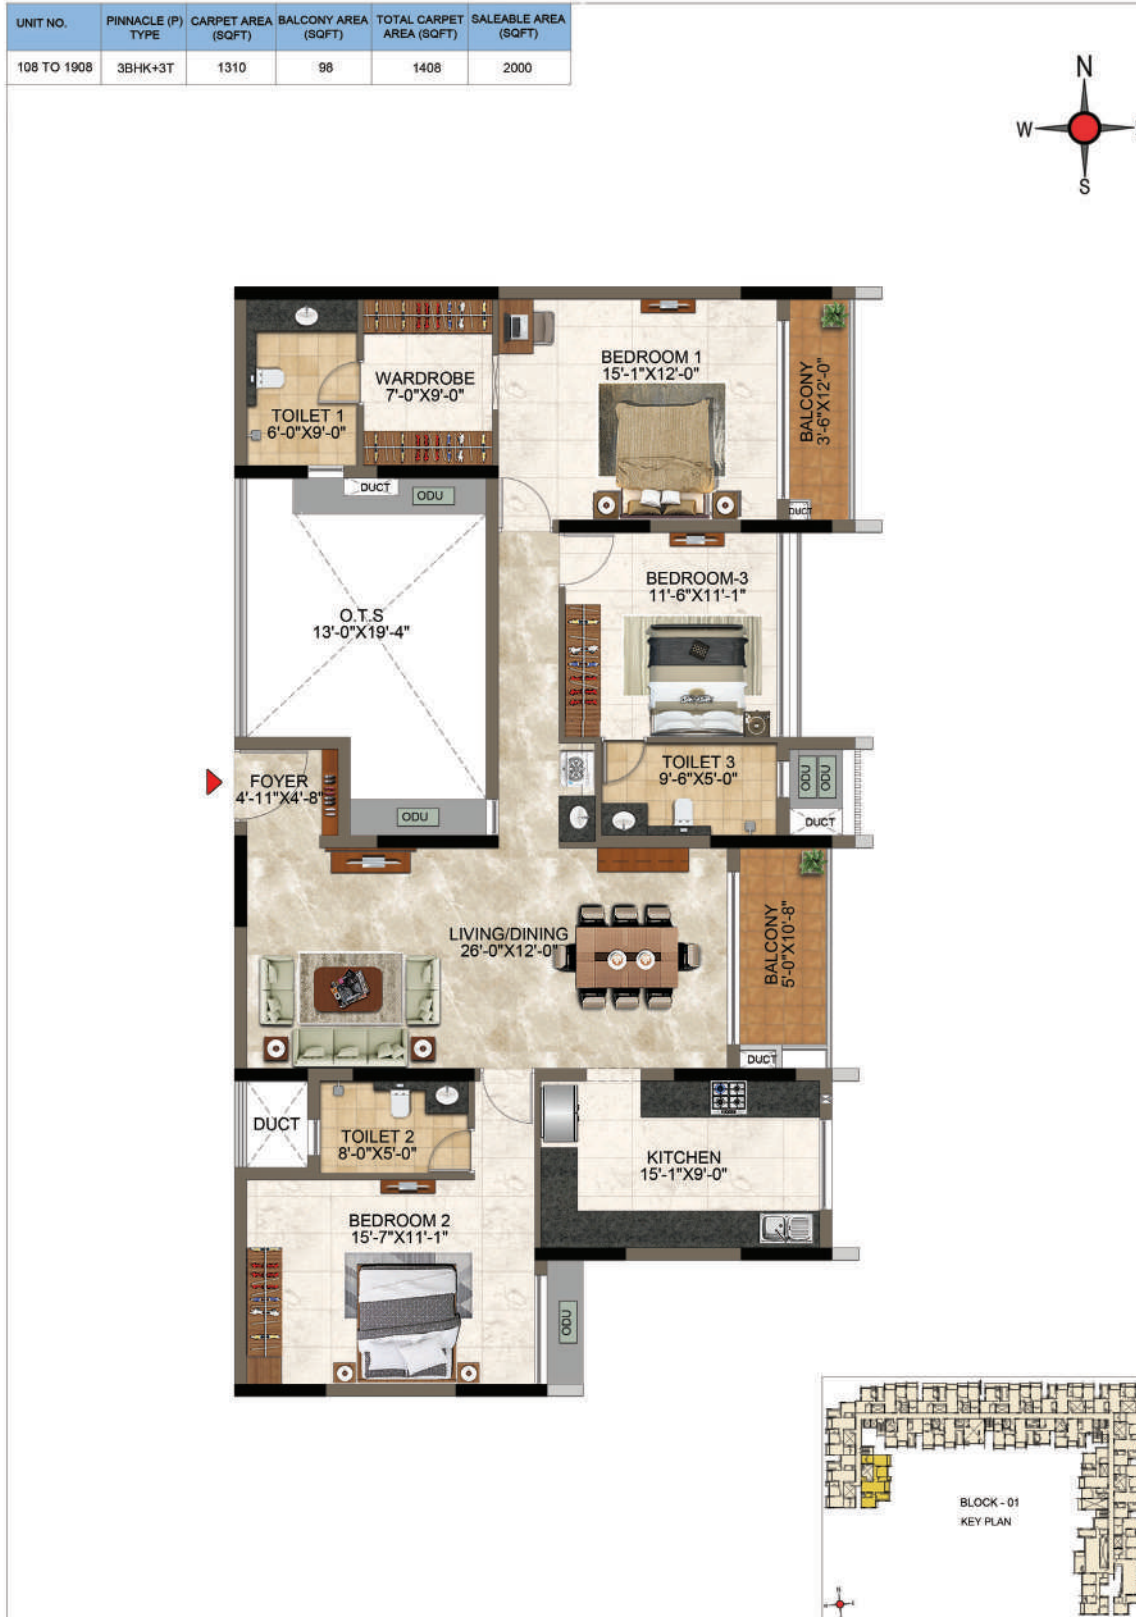 UNIT NO. PINNACLE (P) TYPE CARPET AREA (SQFT) BALCONY AREA (SQFT) TOTAL CARPET AREA (SQFT) SALEABLE AREA (SQFT)
108 TO 1908 3BHK+3T 1310 98 1408 2000
N
W
S
BEDROOM 1
15'-1"X12'-0"
WARDROBE
7'-0"X9'-0"
TOILET 1
6'-0"X9'-0"
BALCONY
3'-6"X12'-0"
DUCT
ODU
DUCT
BEDROOM-3
11'-6"X11'-1"
O.T.S
13'-0"X19'-4"
TOILET 3
9'-6"X5'-0"
FOYER
4'-11"X4'-8"
ODU
ODU
ODU
DUCT
LIVING/DINING
26'-0"X12'-0"
BALCONY
5'-0"X10'-8"
DUCT
DUCT
TOILET 2
8'-0"X5'-0"
KITCHEN
15'-1"X9'-0"
BEDROOM 2
15'-7"X11'-1"
ODU
BLOCK - 01
KEY PLAN